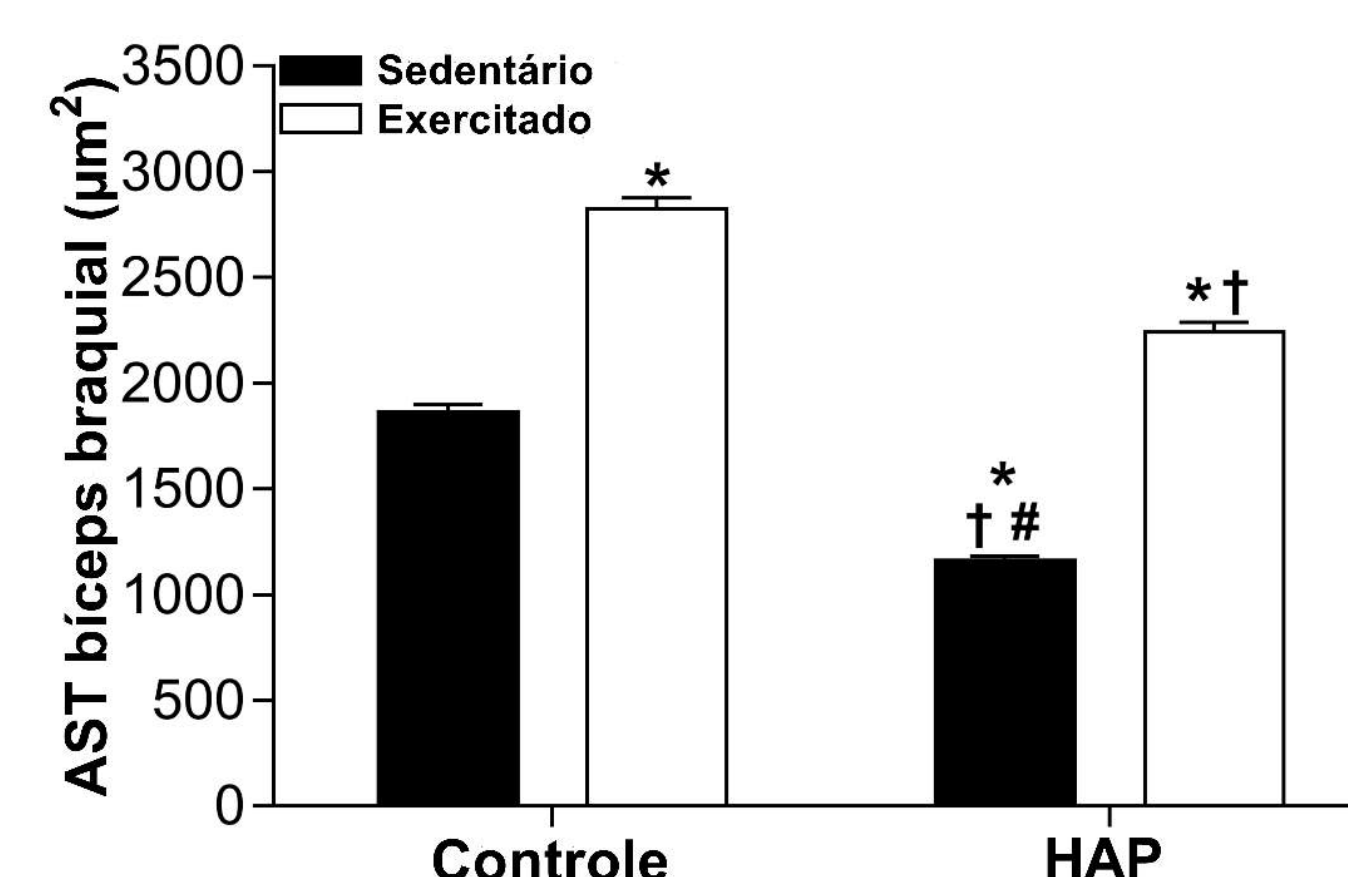 AST bíceps braquial (µm²)
3500
3000
2500
2000
1500
1000
500
0
Sedentário
Exercitado
*
* †
*
† #
Controle
HAP